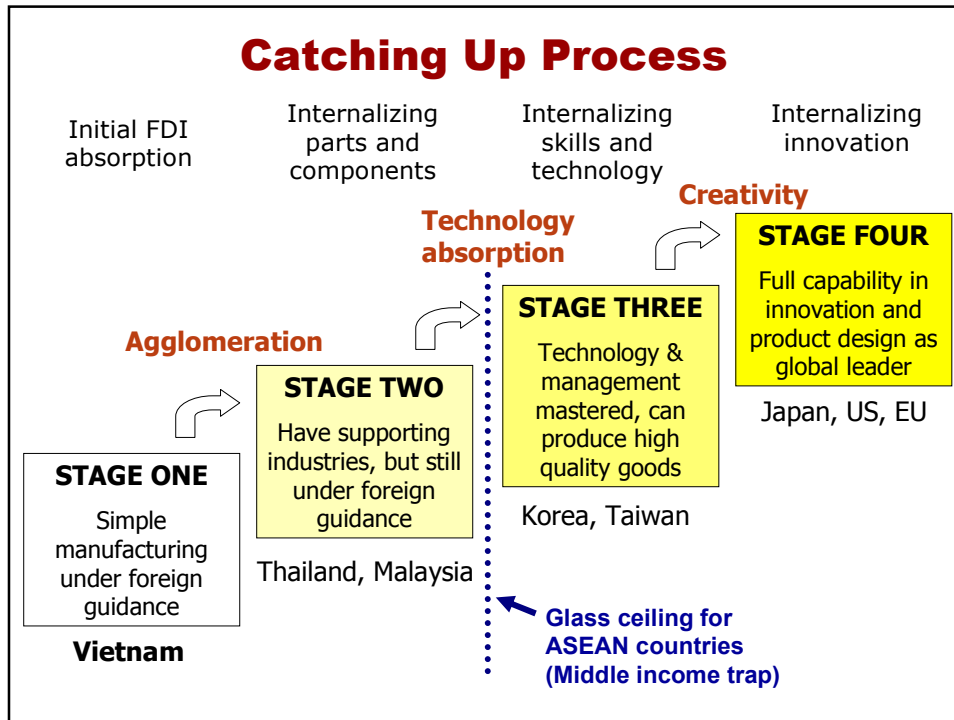 Catching Up Process
Initial FDI
absorption
Internalizing
parts and
components
Internalizing
skills and
technology
Internalizing
innovation
Agglomeration
Technology
absorption
Creativity
STAGE ONE
Simple
manufacturing
under foreign
guidance
Vietnam
STAGE TWO
Have supporting
industries, but still
under foreign
guidance
Thailand, Malaysia
STAGE THREE
Technology &
management
mastered, can
produce high
quality goods
Korea, Taiwan
STAGE FOUR
Full capability in
innovation and
product design as
global leader
Japan, US, EU
Glass ceiling for
ASEAN countries
(Middle income trap)